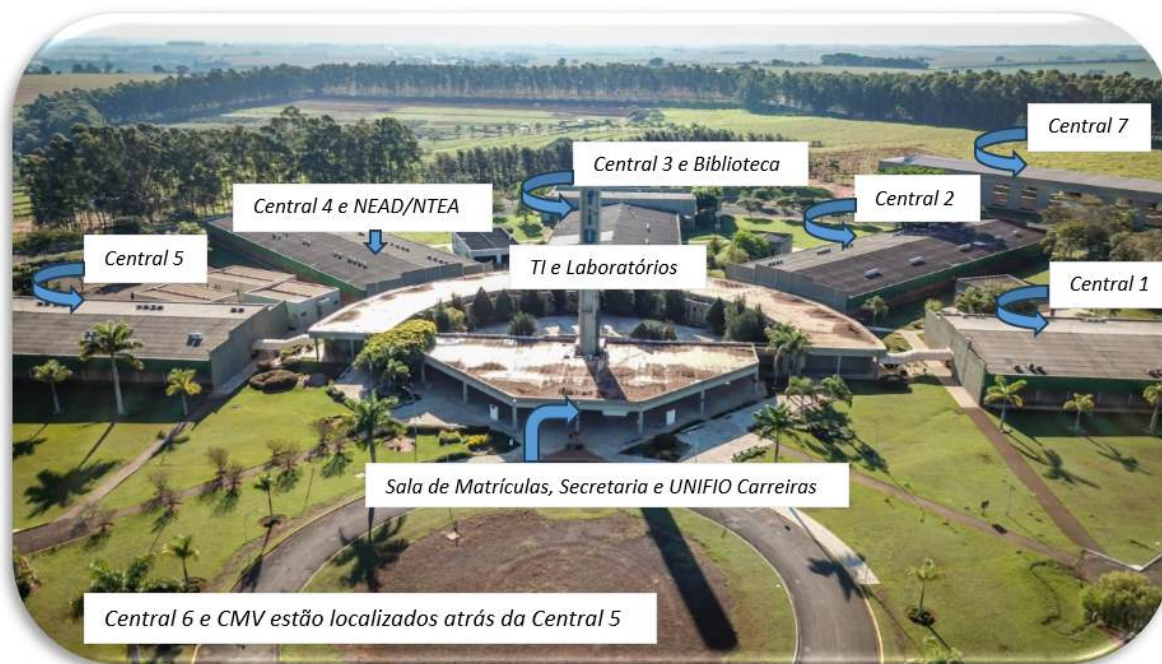 Central 7
Central 3 e Biblioteca
Central 4 e NEAD/NTEA
Central 2
Central 5
TI e Laboratórios
Central 1
Sala de Matrículas, Secretaria e UNIFIO Carreiras
Central 6 e CMV estão localizados atrás da Central 5